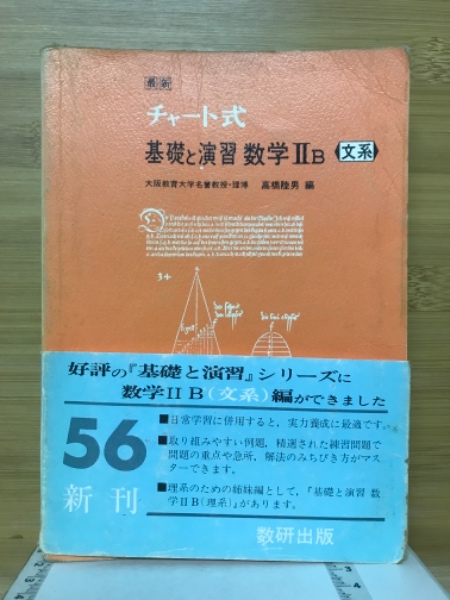 最新
チャート式
基礎と演習 数学ⅡB 文系
大阪教育大学名誉教授・理博 高橋陸男 編
3+
好評の『基礎と演習』シリーズに
数学ⅡB(文系)編ができました
56
新刊
■日常学習に併用すると,実力養成に最適です。
■取り組みやすい例題,精選された練習問題で
問題の重点や急所,解法のみちびき方がマス
ターできます。
■理系のための姉妹編として,『基礎と演習 数
学ⅡB(理系)』があります。
数研出版